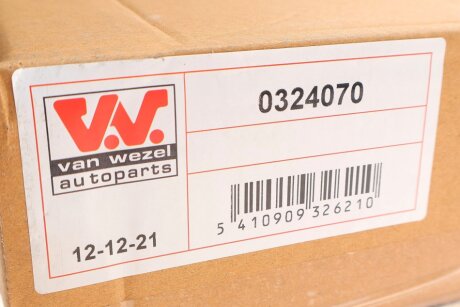 V.V.
van wezel
autoparts
12-12-21
0324070
5 410909 326210